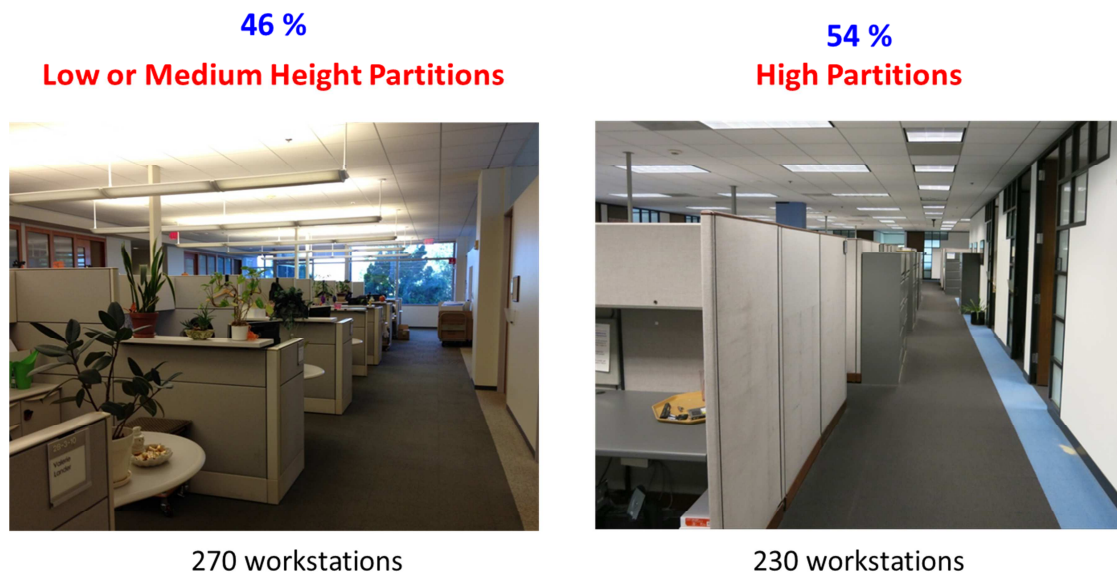 46 %
Low or Medium Height Partitions
270 workstations
54 %
High Partitions
230 workstations